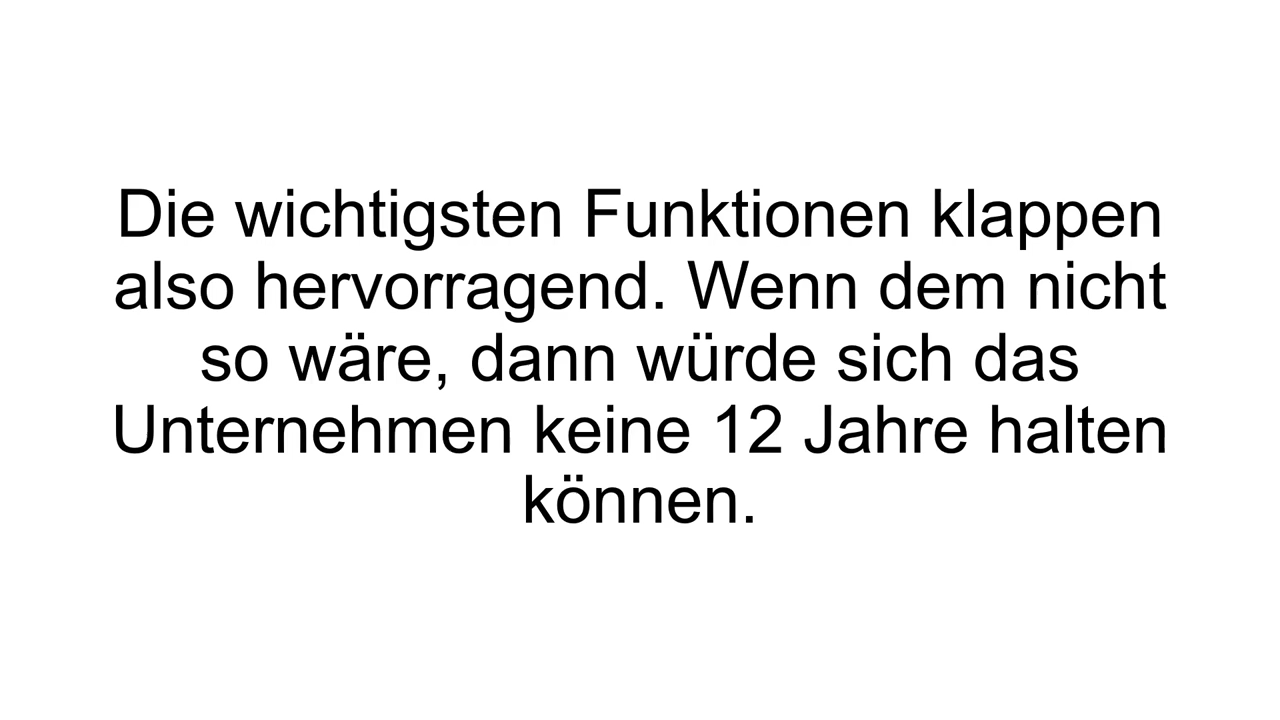 Die wichtigsten Funktionen klappen
also hervorragend. Wenn dem nicht
so wäre, dann würde sich das
Unternehmen keine 12 Jahre halten
können.